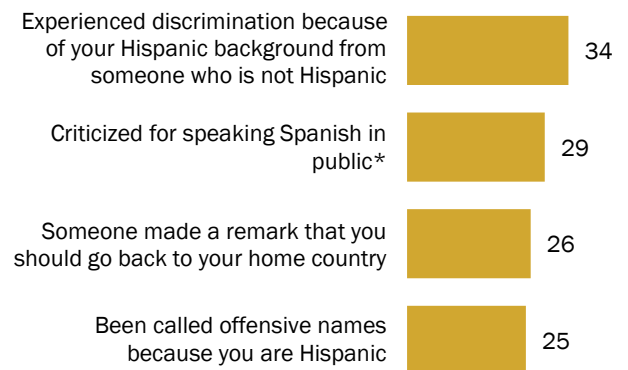 Experienced discrimination because
of your Hispanic background from
someone who is not Hispanic
34
Criticized for speaking Spanish in
public*
29
Someone made a remark that you
should go back to your home country
26
Been called offensive names
because you are Hispanic
25